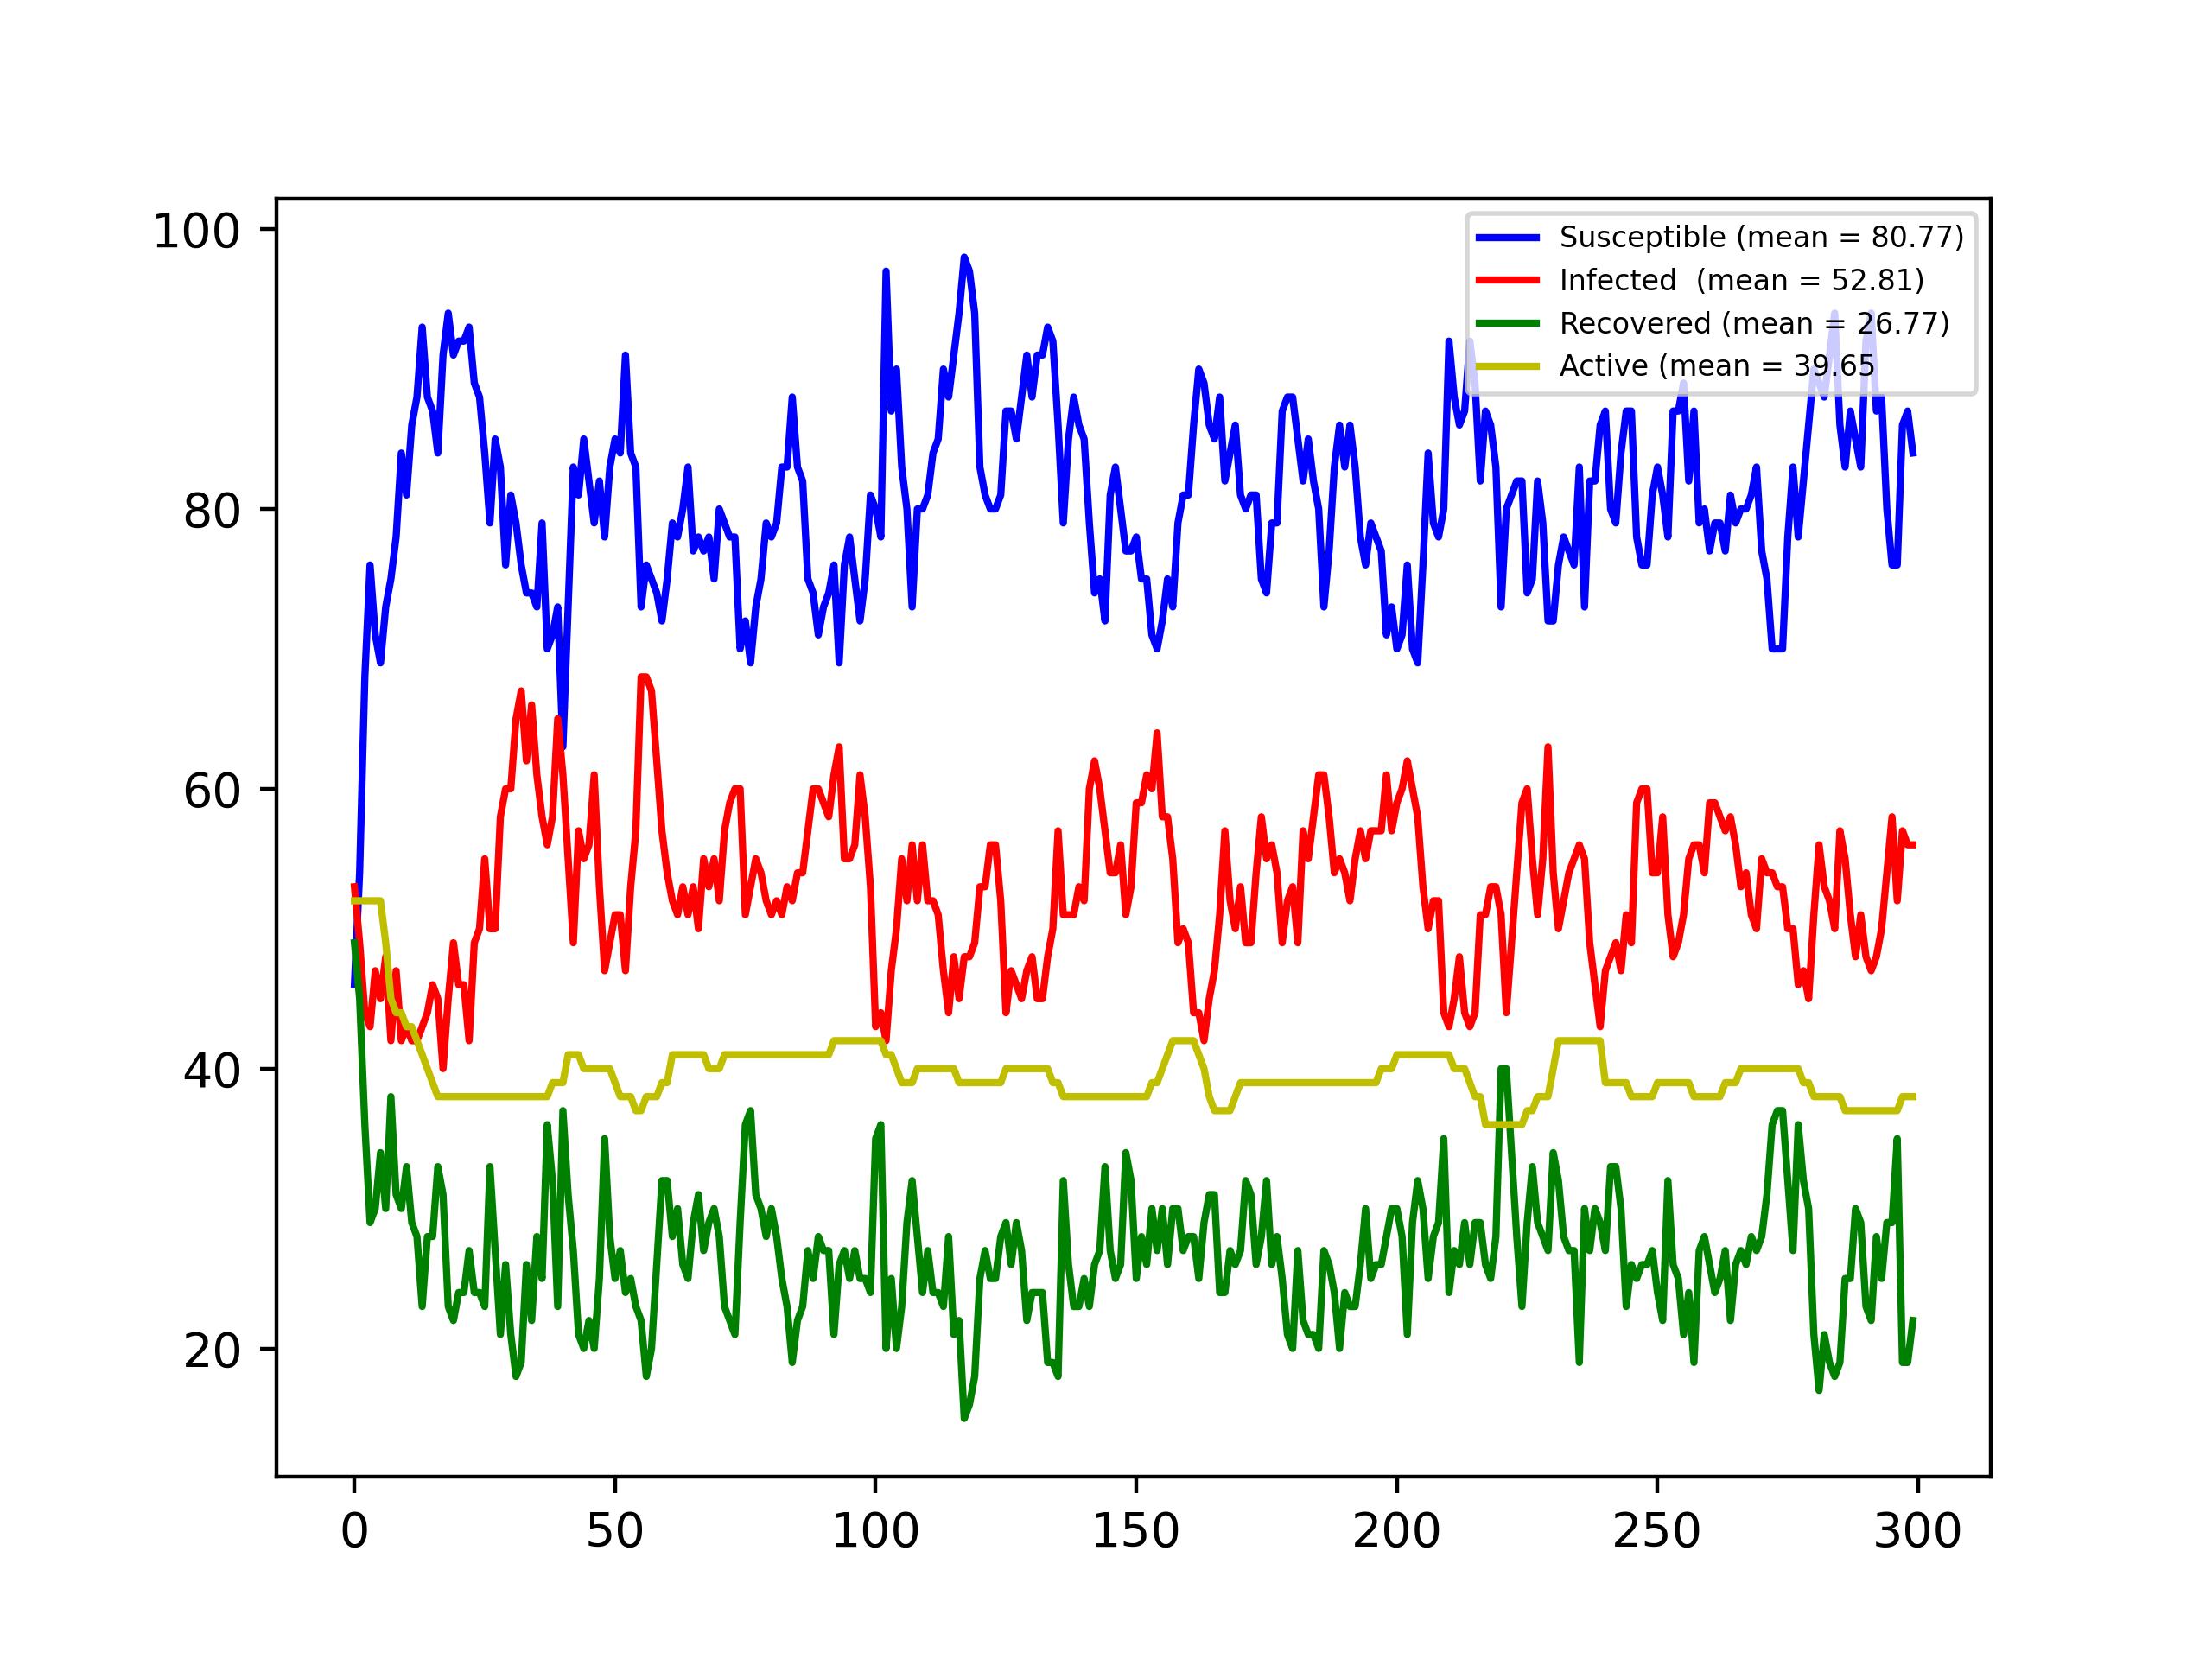 100
80
60
40
20
0 50 100 150 200 250 300
Susceptible (mean = 80.77)
Infected  (mean = 52.81)
Recovered (mean = 26.77)
Active (mean = 39.65